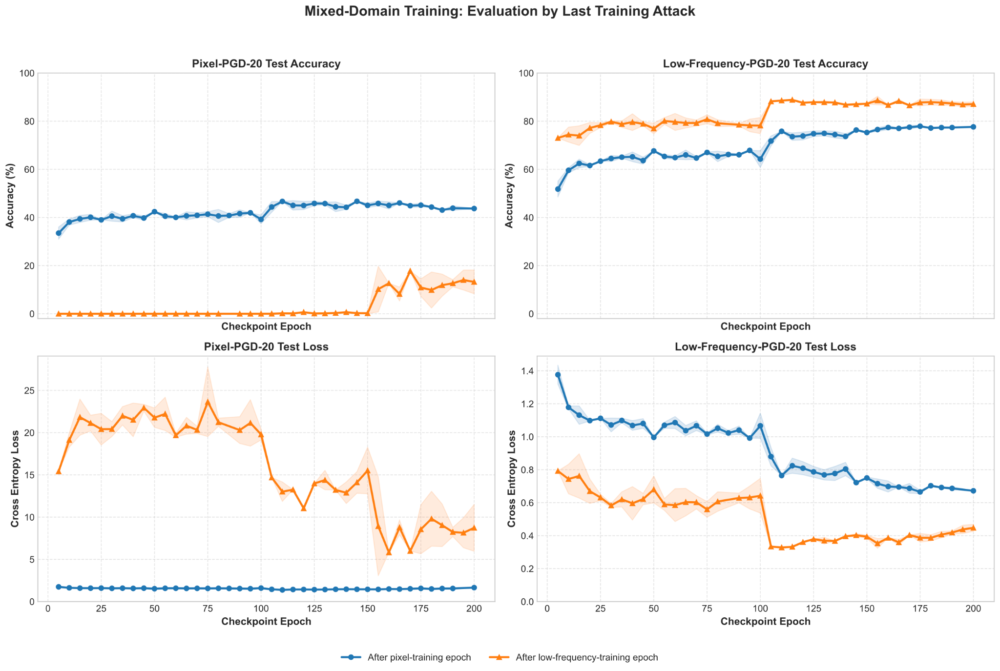 Mixed-Domain Training: Evaluation by Last Training Attack
Pixel-PGD-20 Test Accuracy
Accuracy (%)
100
80
60
40
20
0
Checkpoint Epoch
Low-Frequency-PGD-20 Test Accuracy
Accuracy (%)
100
80
60
40
20
0
Checkpoint Epoch
Pixel-PGD-20 Test Loss
Cross Entropy Loss
25
20
15
10
5
0
0 25 50 75 100 125 150 175 200
Checkpoint Epoch
Low-Frequency-PGD-20 Test Loss
Cross Entropy Loss
1.4
1.2
1.0
0.8
0.6
0.4
0.2
0.0
0 25 50 75 100 125 150 175 200
Checkpoint Epoch
After pixel-training epoch
After low-frequency-training epoch